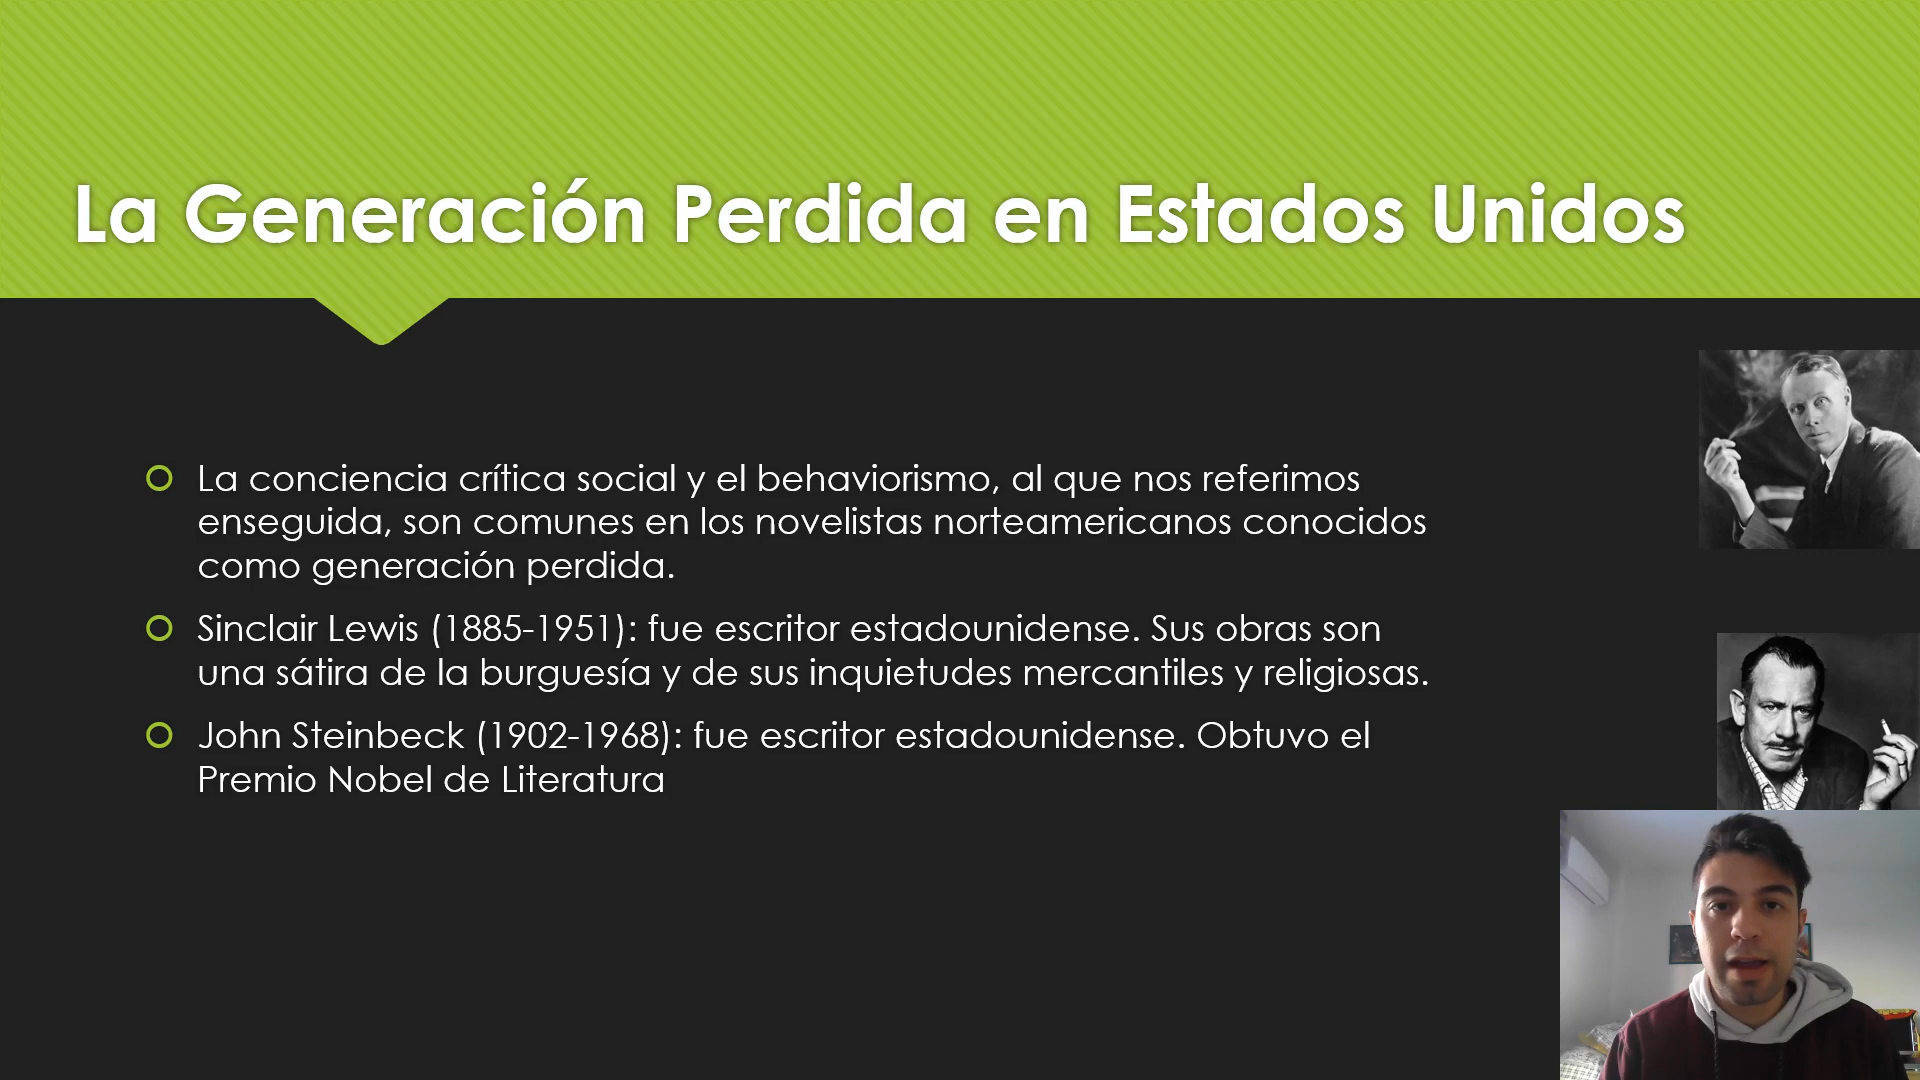 La Generación Perdida en Estados Unidos
La conciencia crítica social y el behaviorismo, al que nos referimos
enseguida, son comunes en los novelistas norteamericanos conocidos
como generación perdida.
Sinclair Lewis (1885-1951): fue escritor estadounidense. Sus obras son
una sátira de la burguesía y de sus inquietudes mercantiles y religiosas.
John Steinbeck (1902-1968): fue escritor estadounidense. Obtuvo el
Premio Nobel de Literatura